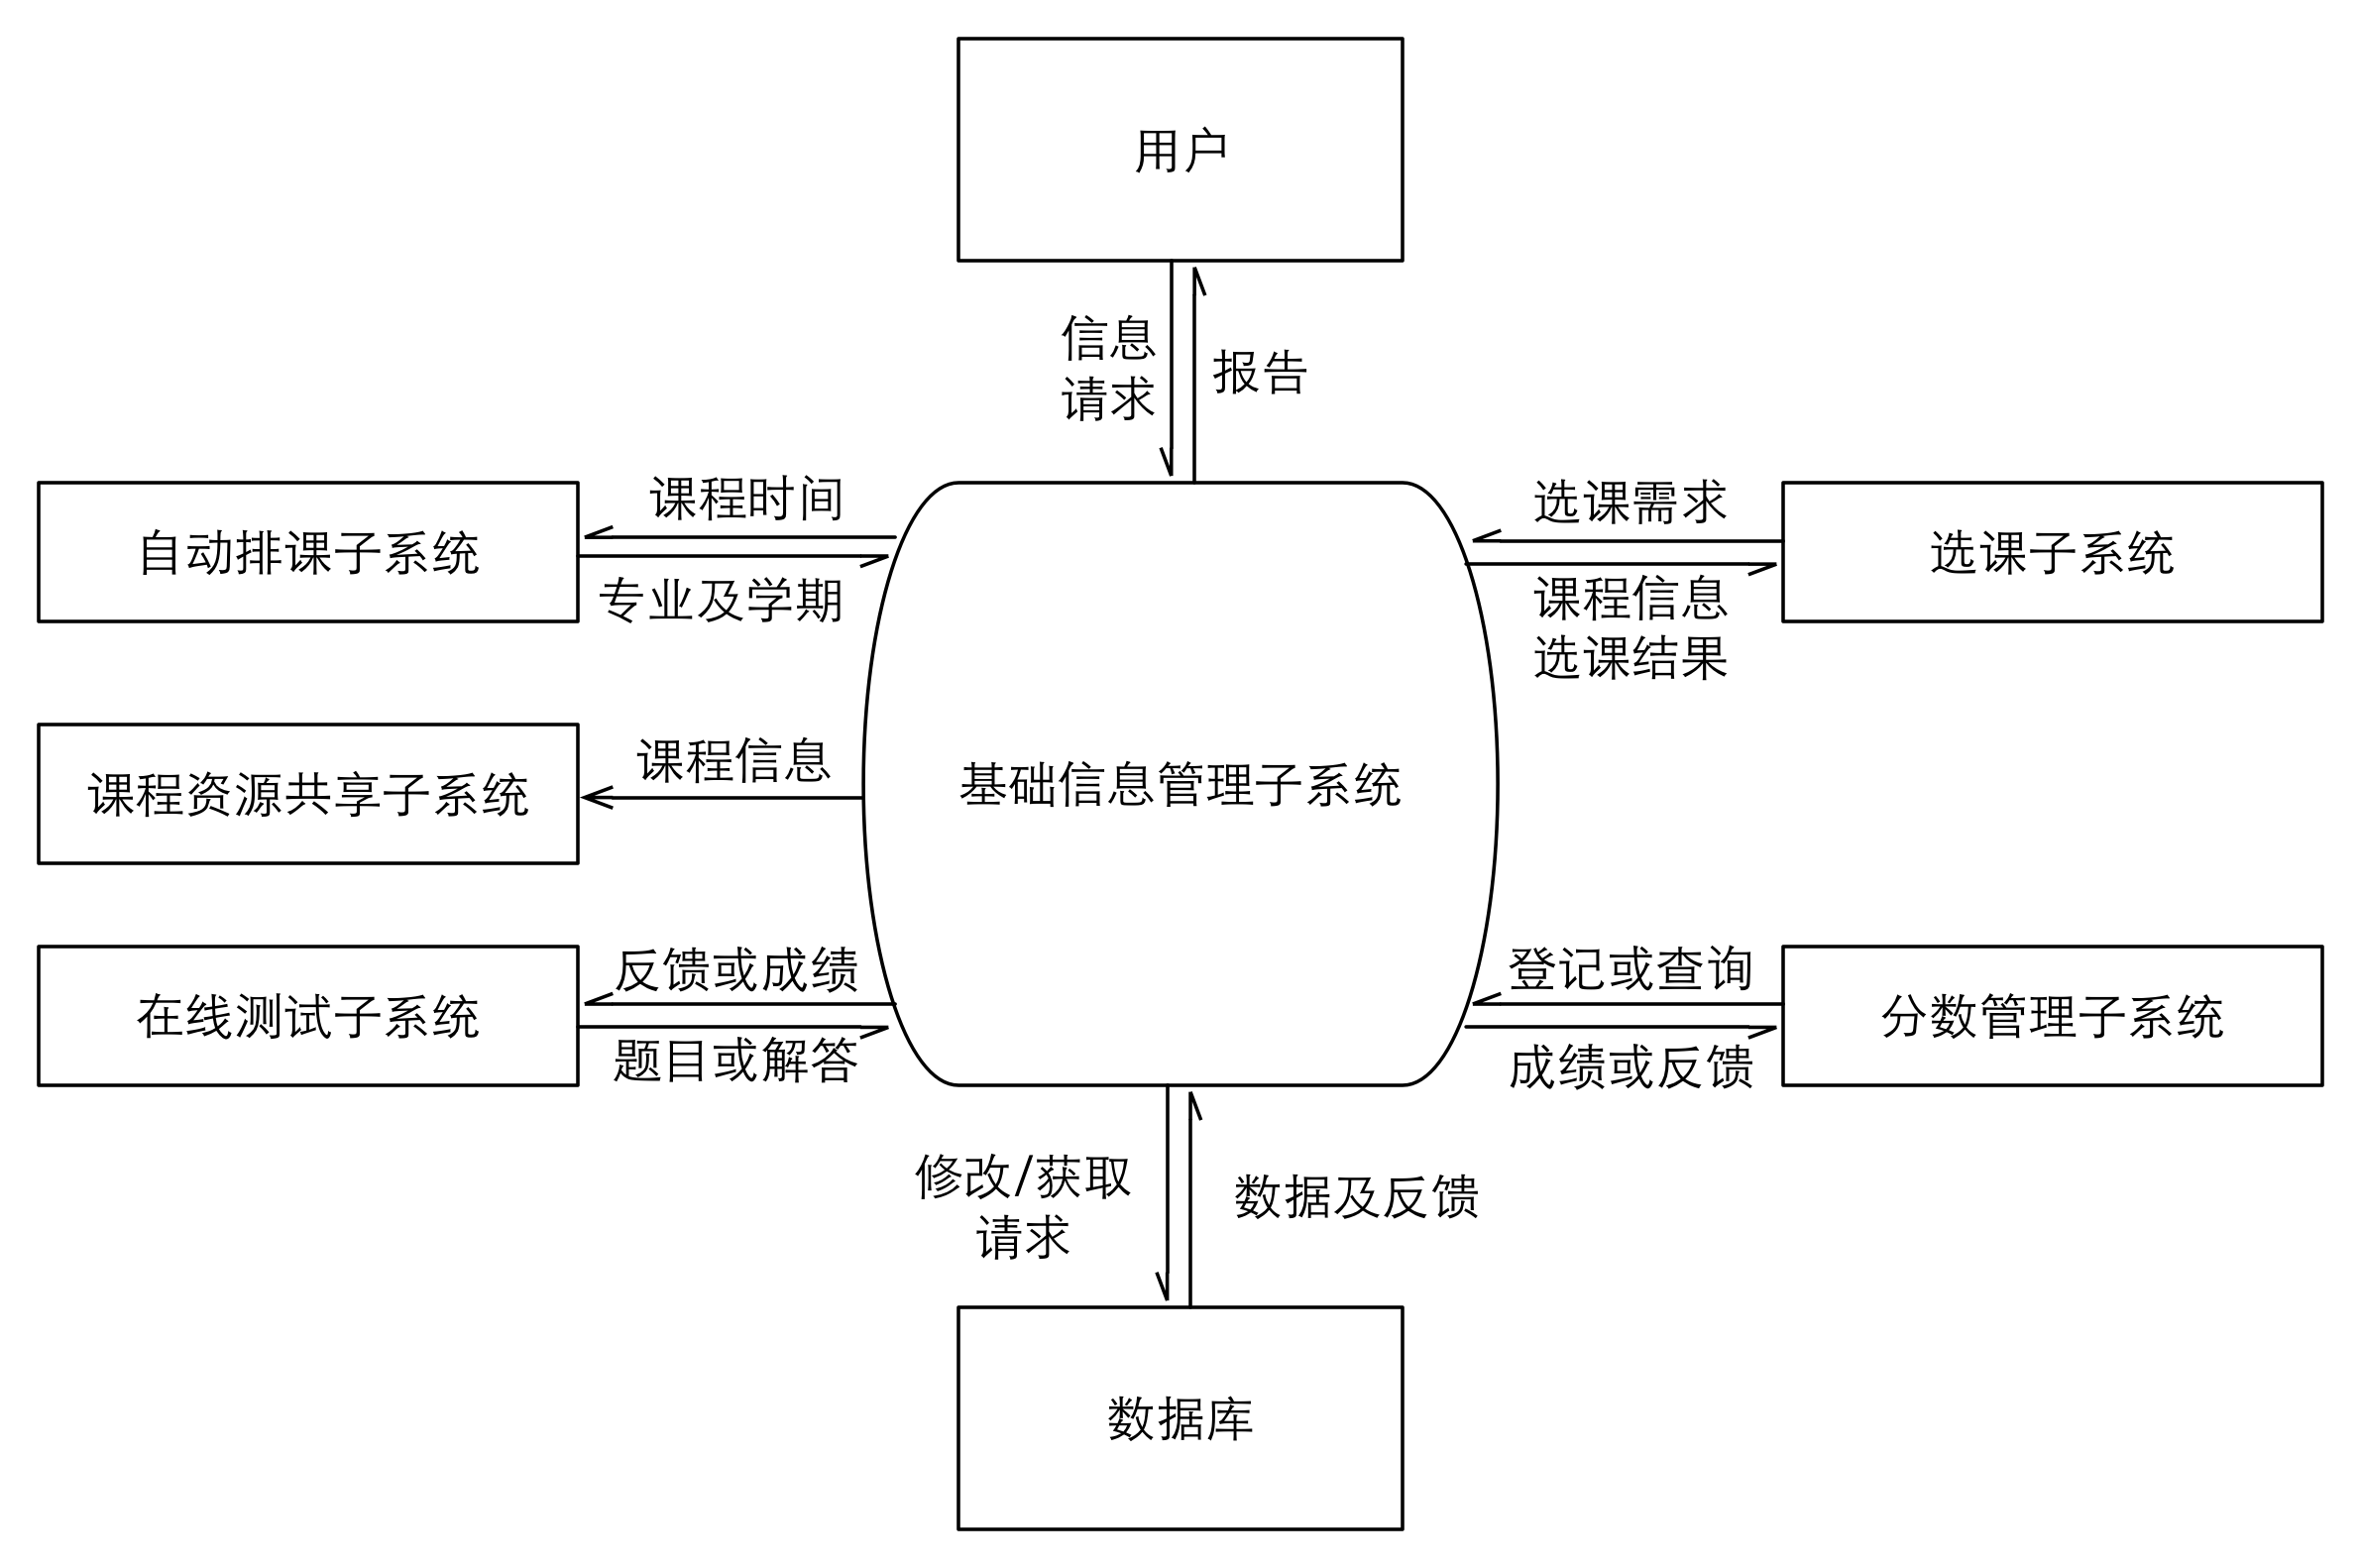 用户
信息
请求
报告
课程时间
自动排课子系统
专业及学期
选课需求
选课子系统
课程信息
选课结果
课程信息
课程资源共享子系统
基础信息管理子系统
反馈或成绩
在线测试子系统
题目或解答
登记或查询
分数管理子系统
成绩或反馈
修改/获取
请求
数据及反馈
数据库